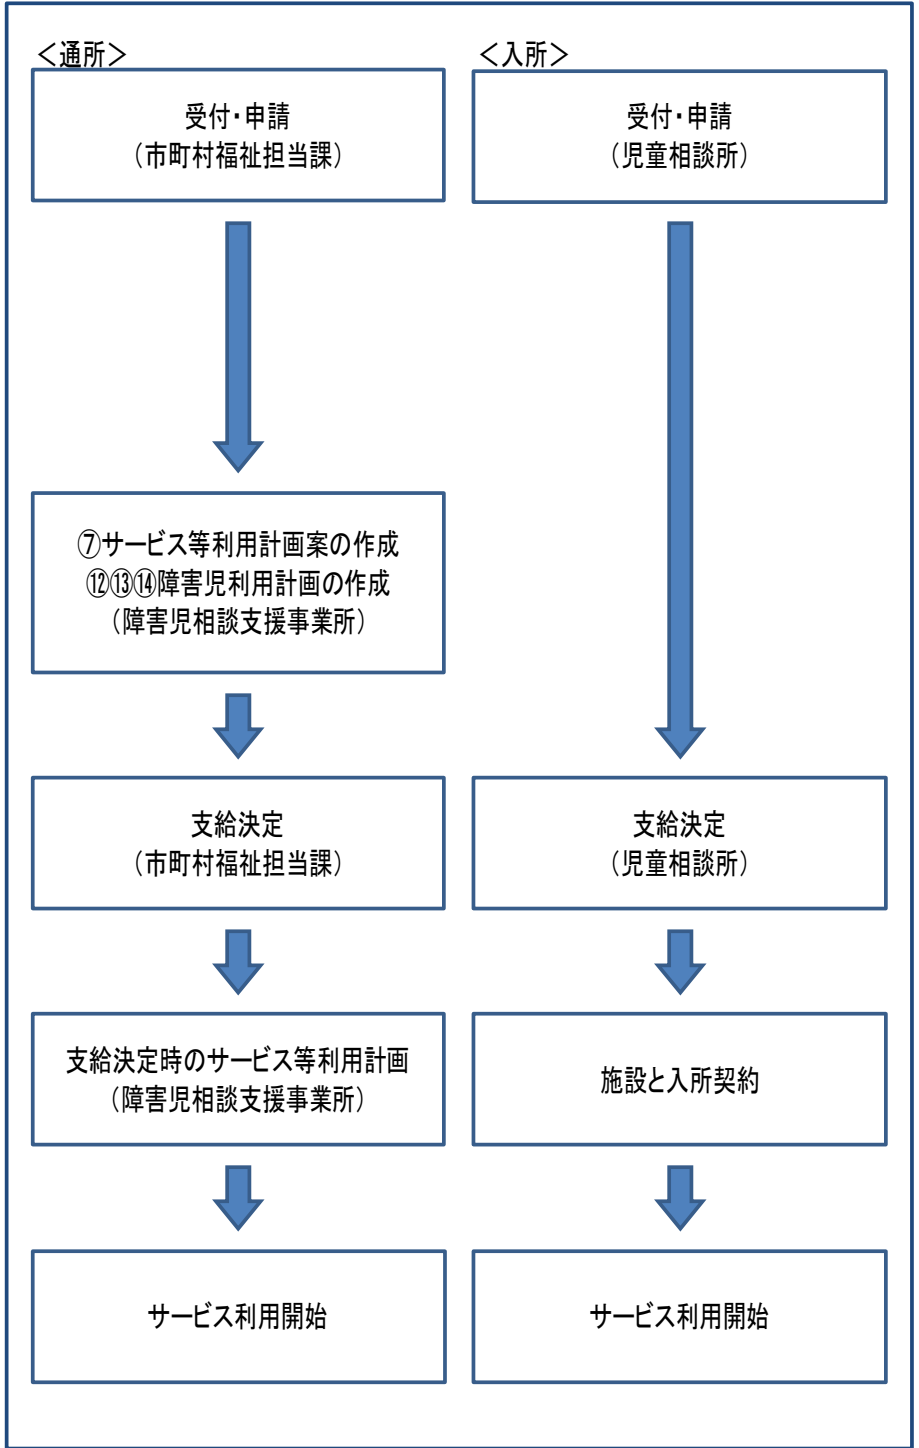 ＜通所＞
受付・申請
（市町村福祉担当課）
⑦サービス等利用計画案の作成
⑫⑬⑭障害児利用計画の作成
（障害児相談支援事業所）
支給決定
（市町村福祉担当課）
支給決定時のサービス等利用計画
（障害児相談支援事業所）
サービス利用開始
＜入所＞
受付・申請
（児童相談所）
支給決定
（児童相談所）
施設と入所契約
サービス利用開始